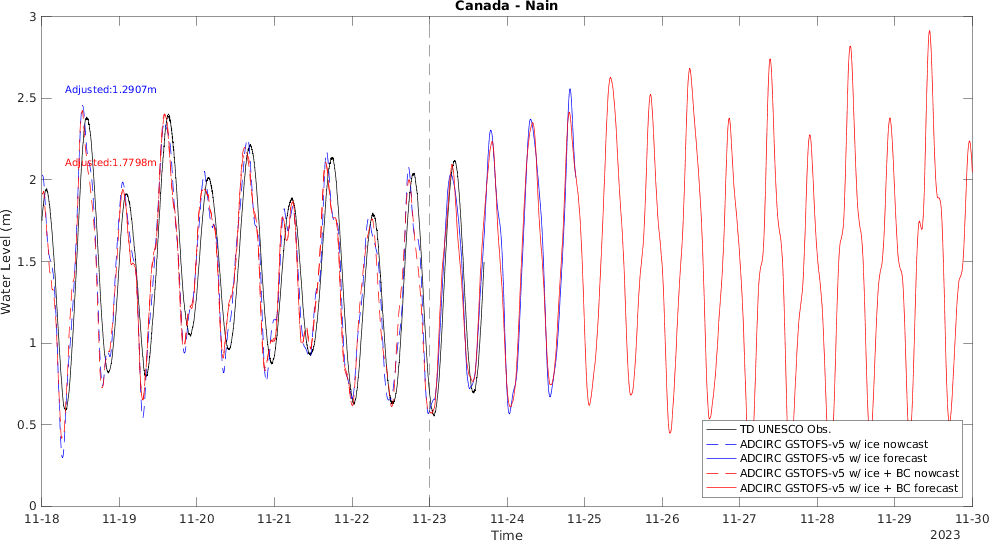 Canada - Nain
3
2.5
2
1.5
1
0.5
0
Water Level (m)
Adjusted:1.2907m
Adjusted:1.7798m
TD UNESCO Obs.
ADCIRC GSTOFS-v5 w/ ice nowcast
ADCIRC GSTOFS-v5 w/ ice forecast
ADCIRC GSTOFS-v5 w/ ice + BC nowcast
ADCIRC GSTOFS-v5 w/ ice + BC forecast
11-18 11-19 11-20 11-21 11-22 11-23 11-24 11-25 11-26 11-27 11-28 11-29 11-30
Time
2023